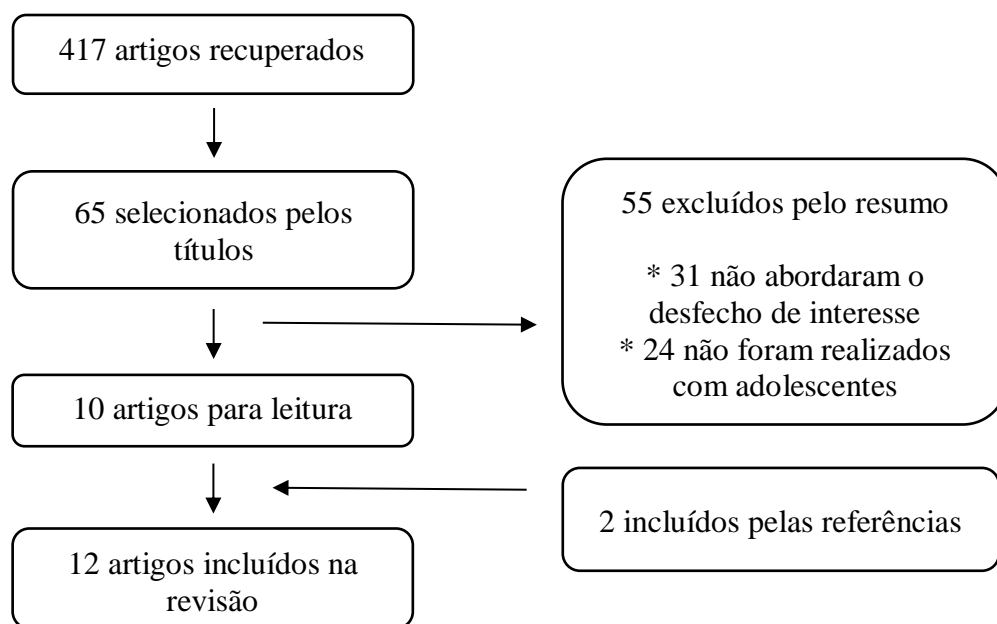 417 artigos recuperados
65 selecionados pelos
títulos
55 excluídos pelo resumo
* 31 não abordaram o
desfecho de interesse
* 24 não foram realizados
com adolescentes
10 artigos para leitura
2 incluídos pelas referências
12 artigos incluídos na
revisão